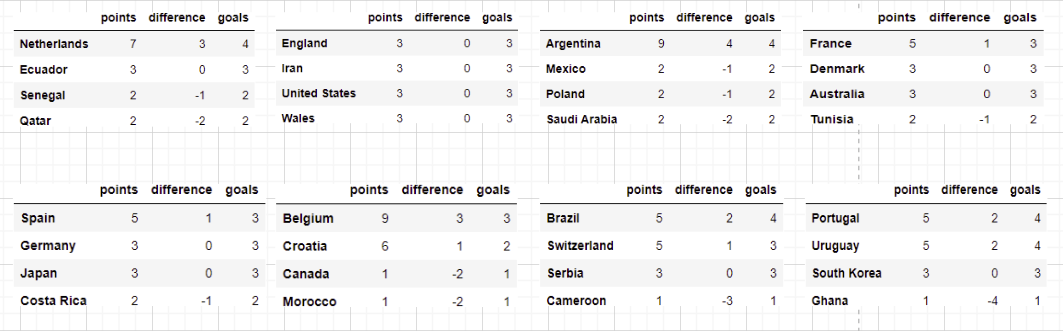 points difference goals
Netherlands 7 3 4
Ecuador 3 0 3
Senegal 2 -1 2
Qatar 2 -2 2
points difference goals
England 3 0 3
Iran 3 0 3
United States 3 0 3
Wales 3 0 3
points difference goals
Argentina 9 4 4
Mexico 2 -1 2
Poland 2 -1 2
Saudi Arabia 2 -2 2
points difference goals
France 5 1 3
Denmark 3 0 3
Australia 3 0 3
Tunisia 2 -1 2
points difference goals
Spain 5 1 3
Germany 3 0 3
Japan 3 0 3
Costa Rica 2 -1 2
points difference goals
Belgium 9 3 3
Croatia 6 1 2
Canada 1 -2 1
Morocco 1 -2 1
points difference goals
Brazil 5 2 4
Switzerland 5 1 3
Serbia 3 0 3
Cameroon 1 -3 1
points difference goals
Portugal 5 2 4
Uruguay 5 2 4
South Korea 3 0 3
Ghana 1 -4 1